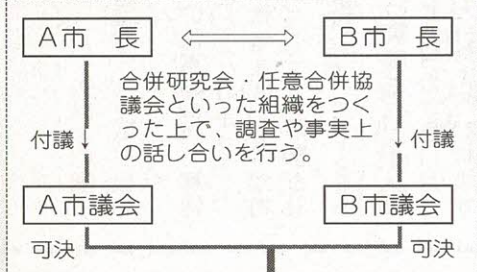 A市 長
B市 長
合併研究会・任意合併協
議会といった組織をつく
った上で、調査や事実上
の話し合いを行う。
付議
付議
A市議会
B市議会
可決
可決